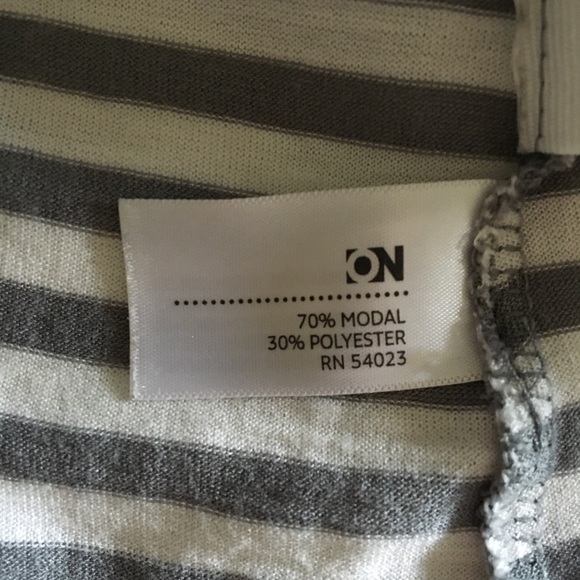 ON
70% MODAL
30% POLYESTER
RN 54023